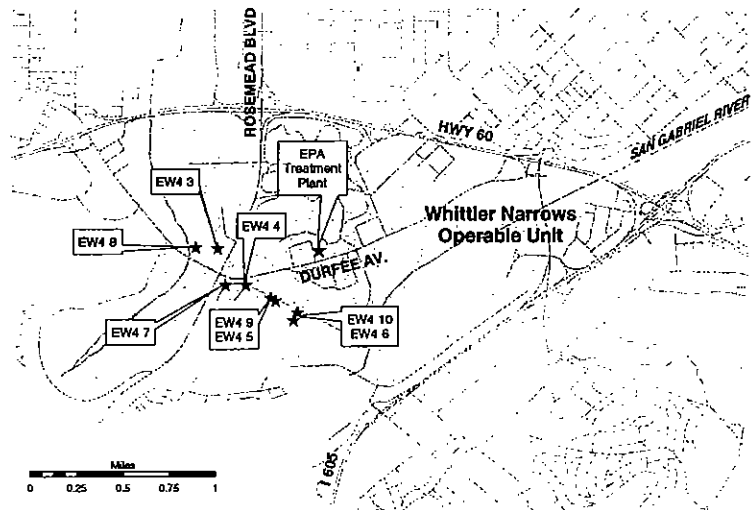 ROSEMEAD BLVD
HWY 60
SAN GABRIEL RIVER
EPA
Treatment
Plant
EW4 3
Whittler Narrows
Operable Unit
EW4 8
EW4 4
DURFEE AV.
EW4 7
EW4 9
EW4 5
EW4 10
EW4 6
I 605
Miles
0 0.25 0.5 0.75 1